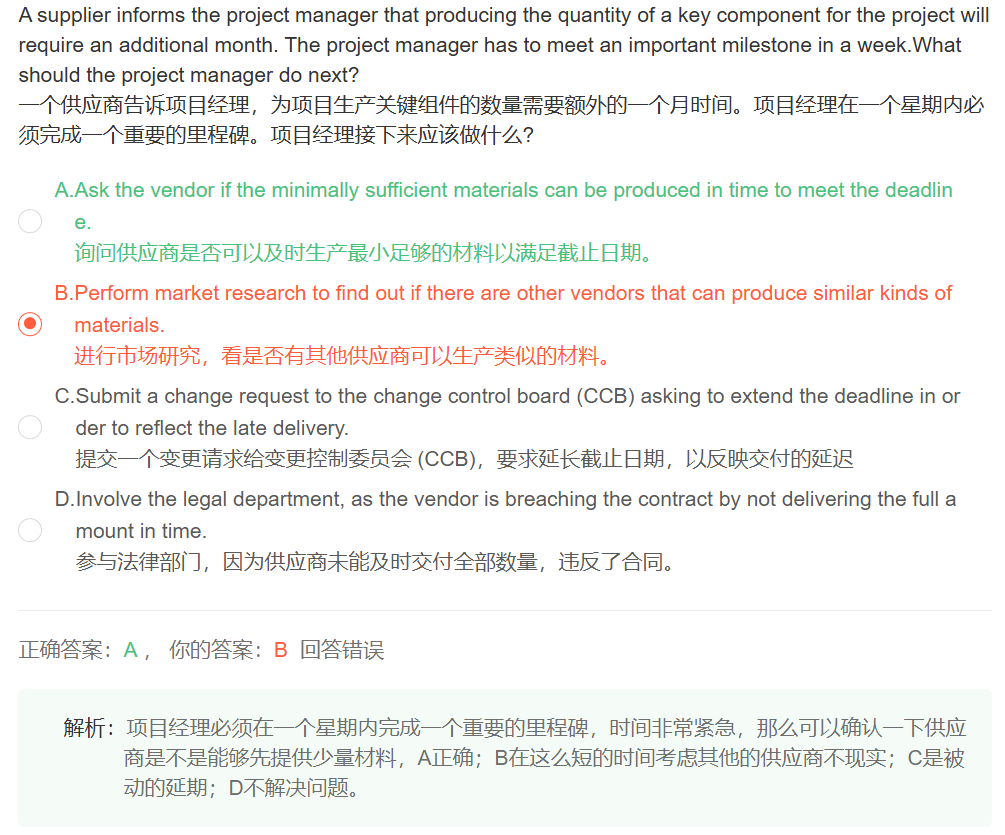 A supplier informs the project manager that producing the quantity of a key component for the project will
require an additional month. The project manager has to meet an important milestone in a week.What
should the project manager do next?
一个供应商告诉项目经理，为项目生产关键组件的数量需要额外的一个月时间。项目经理在一个星期内必
须完成一个重要的里程碑。项目经理接下来应该做什么?
A.Ask the vendor if the minimally sufficient materials can be produced in time to meet the deadlin
e.
询问供应商是否可以及时生产最小足够的材料以满足截止日期。
B.Perform market research to find out if there are other vendors that can produce similar kinds of
materials.
进行市场研究，看是否有其他供应商可以生产类似的材料。
C.Submit a change request to the change control board (CCB) asking to extend the deadline in or
der to reflect the late delivery.
提交一个变更请求给变更控制委员会 (CCB)，要求延长截止日期，以反映交付的延迟
D.Involve the legal department, as the vendor is breaching the contract by not delivering the full a
mount in time.
参与法律部门，因为供应商未能及时交付全部数量，违反了合同。
正确答案：A ， 你的答案：B 回答错误
解析：项目经理必须在一个星期内完成一个重要的里程碑，时间非常紧急，那么可以确认一下供应
商是不是能够先提供少量材料，A正确；B在这么短的时间考虑其他的供应商不现实；C是被
动的延期；D不解决问题。